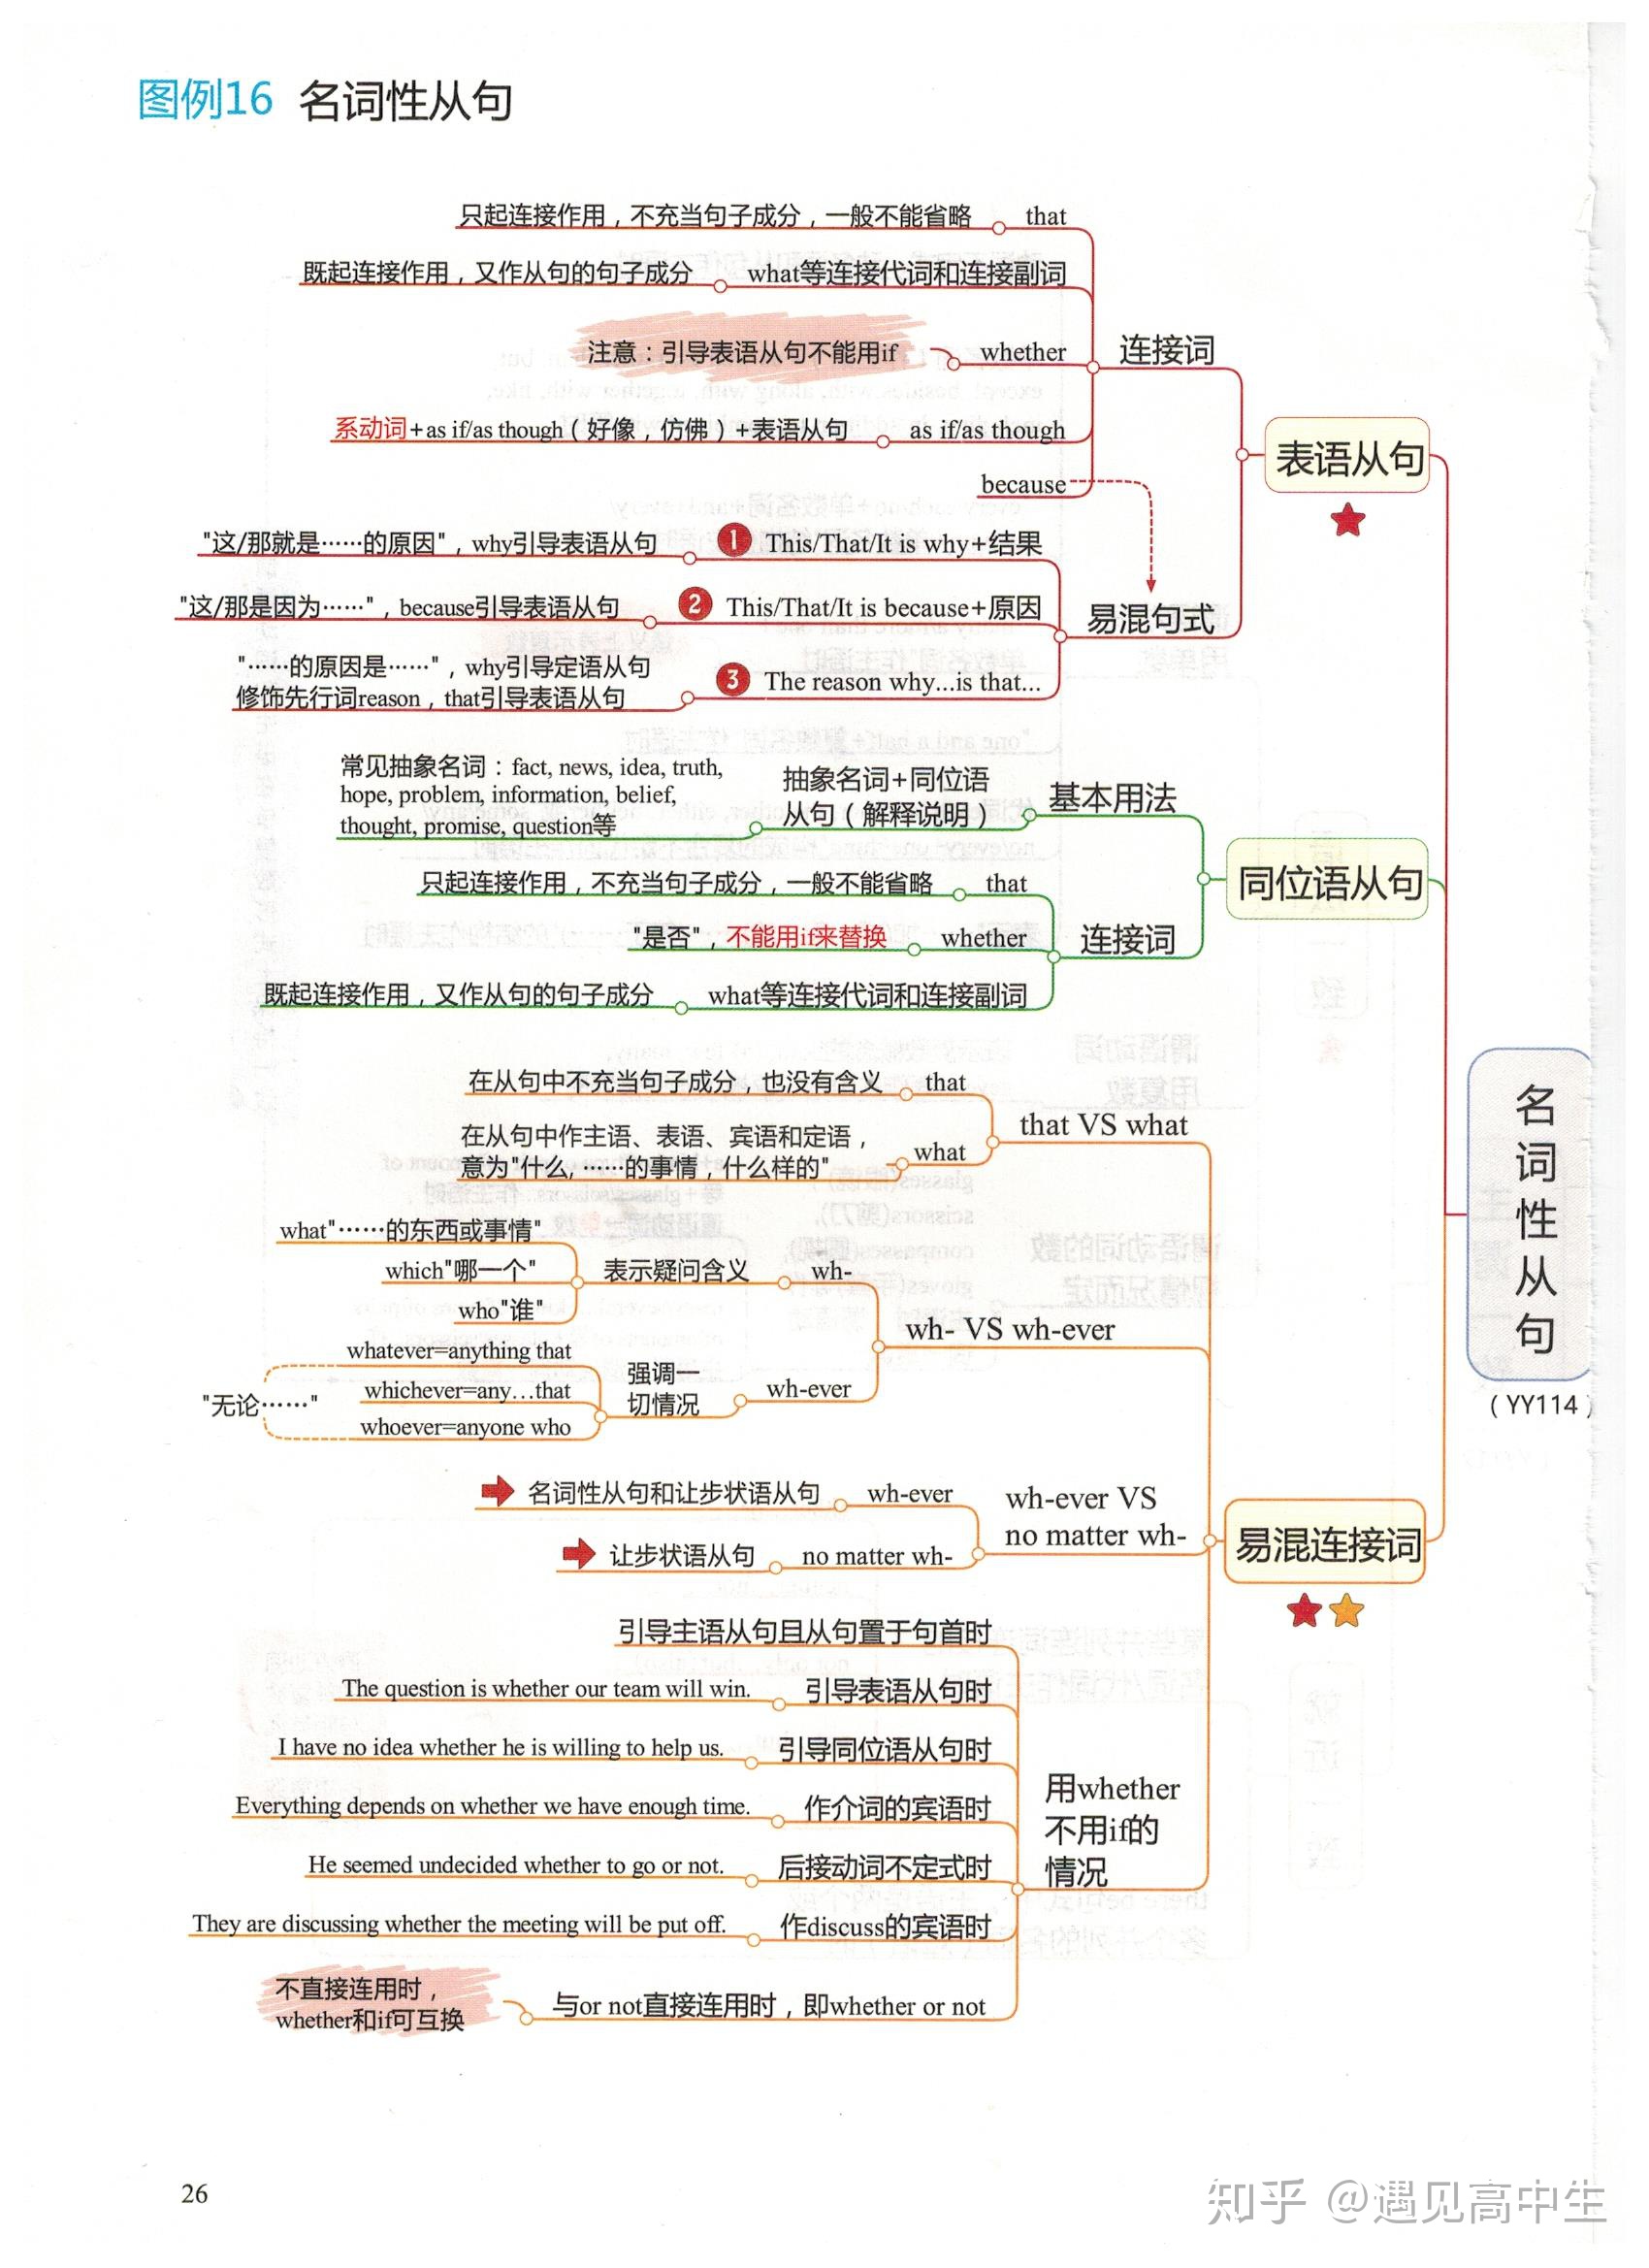 图例16 名词性从句
只起连接作用，不充当句子成分，一般不能省略 that
既起连接作用，又作从句的句子成分 what等连接代词和连接副词
注意：引导表语从句不能用if whether
连接词
系动词+as if/as though（好像，仿佛）+表语从句 as if/as though
表语从句
because
"这/那就是……的原因"，why引导表语从句 1 This/That/It is why+结果
"这/那是因为……"，because引导表语从句 2 This/That/It is because+原因
易混句式
"……的原因是……"，why引导定语从句
修饰先行词reason，that引导表语从句 3 The reason why...is that...
常见抽象名词：fact, news, idea, truth,
hope, problem, information, belief,
thought, promise, question等
抽象名词+同位语
从句（解释说明）
基本用法
同位语从句
只起连接作用，不充当句子成分，一般不能省略 that
"是否"，不能用if来替换 whether
连接词
既起连接作用，又作从句的句子成分 what等连接代词和连接副词
名词性从句
（YY114）
在从句中不充当句子成分，也没有含义 that
that VS what
在从句中作主语、表语、宾语和定语，
意为"什么，……的事情，什么样的" what
what"……的东西或事情"
which"哪一个" 表示疑问含义 wh-
who"谁"
wh- VS wh-ever
whatever=anything that
whichever=any…that
whoever=anyone who
"无论……"
强调一
切情况 wh-ever
名词性从句和让步状语从句 wh-ever
wh-ever VS
no matter wh-
让步状语从句 no matter wh-
易混连接词
引导主语从句且从句置于句首时
The question is whether our team will win. 引导表语从句时
I have no idea whether he is willing to help us. 引导同位语从句时
Everything depends on whether we have enough time. 作介词的宾语时
He seemed undecided whether to go or not. 后接动词不定式时
They are discussing whether the meeting will be put off. 作discuss的宾语时
用whether
不用if的
情况
不直接连用时，
whether和if可互换 与or not直接连用时，即whether or not
26
知乎 @遇见高中生